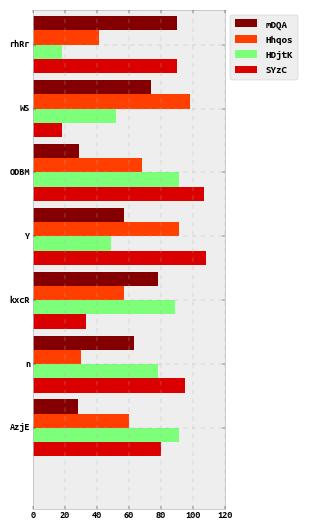 mDQA
Hhqos
HDjtK
SYzC
rhRr
WS
ODBM
Y
kxcR
n
AzjE
0 20 40 60 80 100 120